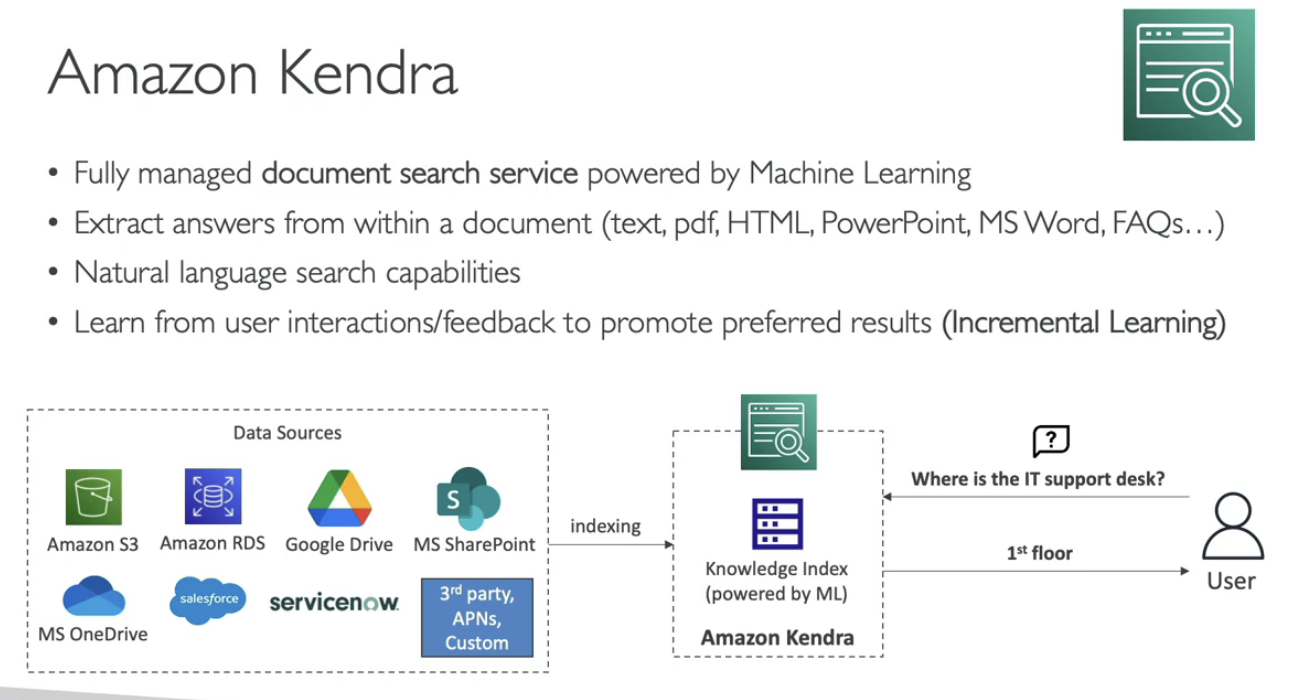 Amazon Kendra
• Fully managed document search service powered by Machine Learning
• Extract answers from within a document (text, pdf, HTML, PowerPoint, MS Word, FAQs…)
• Natural language search capabilities
• Learn from user interactions/feedback to promote preferred results (Incremental Learning)
Data Sources
Amazon S3
Amazon RDS
Google Drive
S
MS SharePoint
MS OneDrive
salesforce
servicenow
3rd party,
APNs,
Custom
indexing
Knowledge Index
(powered by ML)
Amazon Kendra
?
Where is the IT support desk?
1st floor
User